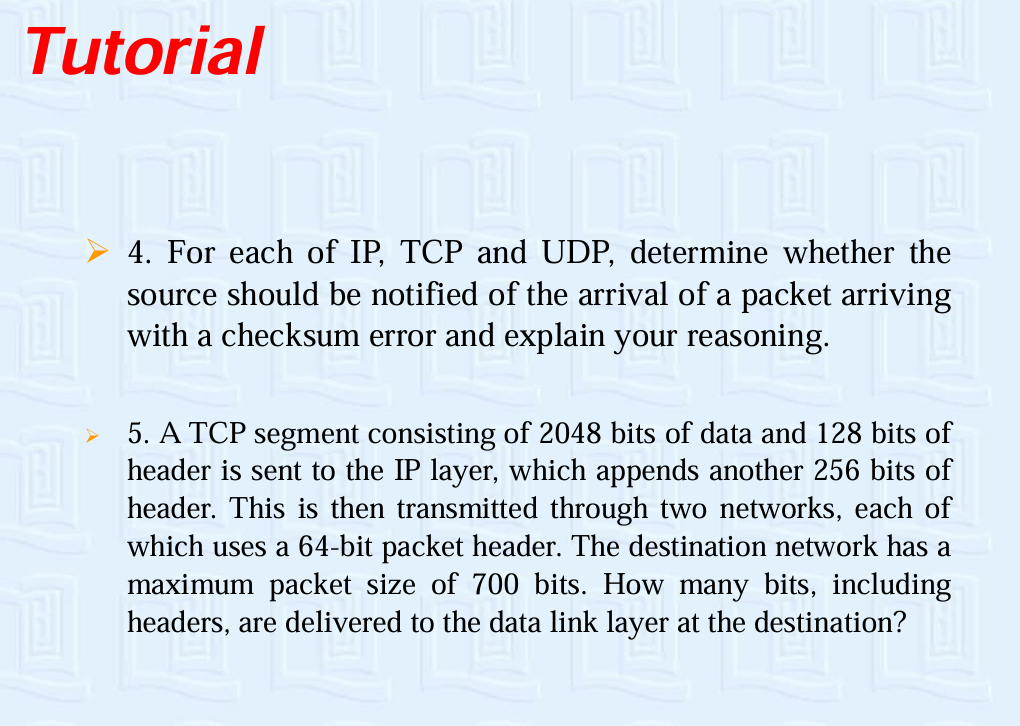 Tutorial
4. For each of IP, TCP and UDP, determine whether the
source should be notified of the arrival of a packet arriving
with a checksum error and explain your reasoning.
5. A TCP segment consisting of 2048 bits of data and 128 bits of
header is sent to the IP layer, which appends another 256 bits of
header. This is then transmitted through two networks, each of
which uses a 64-bit packet header. The destination network has a
maximum packet size of 700 bits. How many bits, including
headers, are delivered to the data link layer at the destination?